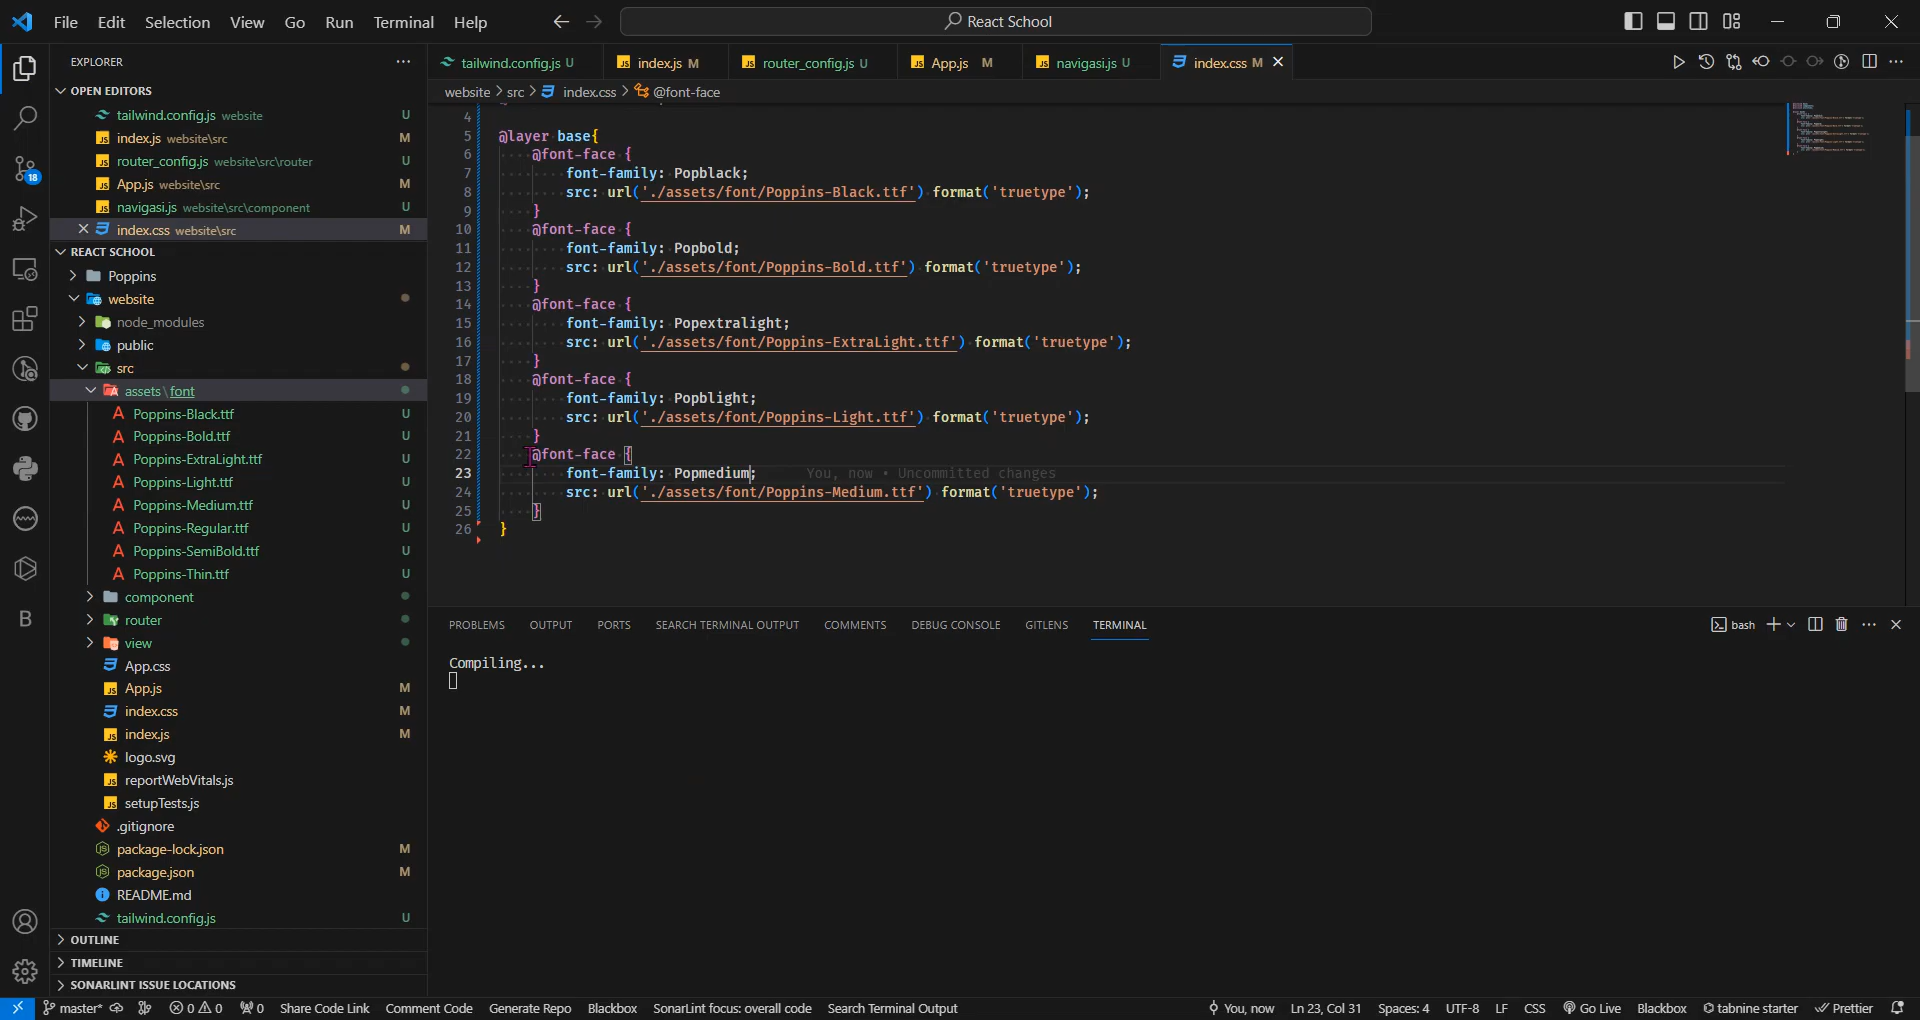 File Edit Selection View Go Run Terminal Help
React School
EXPLORER
OPEN EDITORS
tailwind.config.js website U
index.js website\src M
router_config.js website\src\router U
App.js website\src M
navigasi.js website\src\component U
index.css website\src M
REACT SCHOOL
Poppins
website
node_modules
public
src
assets\font
Poppins-Black.ttf U
Poppins-Bold.ttf U
Poppins-ExtraLight.ttf U
Poppins-Light.ttf U
Poppins-Medium.ttf U
Poppins-Regular.ttf U
Poppins-SemiBold.ttf U
Poppins-Thin.ttf U
component
router
view
App.css
App.js M
index.css M
index.js M
logo.svg
reportWebVitals.js
setupTests.js
.gitignore
package-lock.json M
package.json M
README.md
tailwind.config.js U
OUTLINE
TIMELINE
SONARLINT ISSUE LOCATIONS
18
tailwind.config.js U index.js M router_config.js U App.js M navigasi.js U index.css M
website > src > index.css > @font-face
4
5 @layer base{
6 @font-face {
7 font-family: Popblack;
8 src: url('./assets/font/Poppins-Black.ttf') format('truetype');
9 }
10 @font-face {
11 font-family: Popbold;
12 src: url('./assets/font/Poppins-Bold.ttf') format('truetype');
13 }
14 @font-face {
15 font-family: Popextralight;
16 src: url('./assets/font/Poppins-ExtraLight.ttf') format('truetype');
17 }
18 @font-face {
19 font-family: Popblight;
20 src: url('./assets/font/Poppins-Light.ttf') format('truetype');
21 }
22 @font-face {
23 font-family: Popmedium; You, now • Uncommitted changes
24 src: url('./assets/font/Poppins-Medium.ttf') format('truetype');
25 }
26 }
PROBLEMS OUTPUT PORTS SEARCH TERMINAL OUTPUT COMMENTS DEBUG CONSOLE GITLENS TERMINAL
bash
Compiling...
master* 0 0 0 Share Code Link Comment Code Generate Repo Blackbox SonarLint focus: overall code Search Terminal Output You, now Ln 23, Col 31 Spaces: 4 UTF-8 LF CSS Go Live Blackbox tabnine starter Prettier